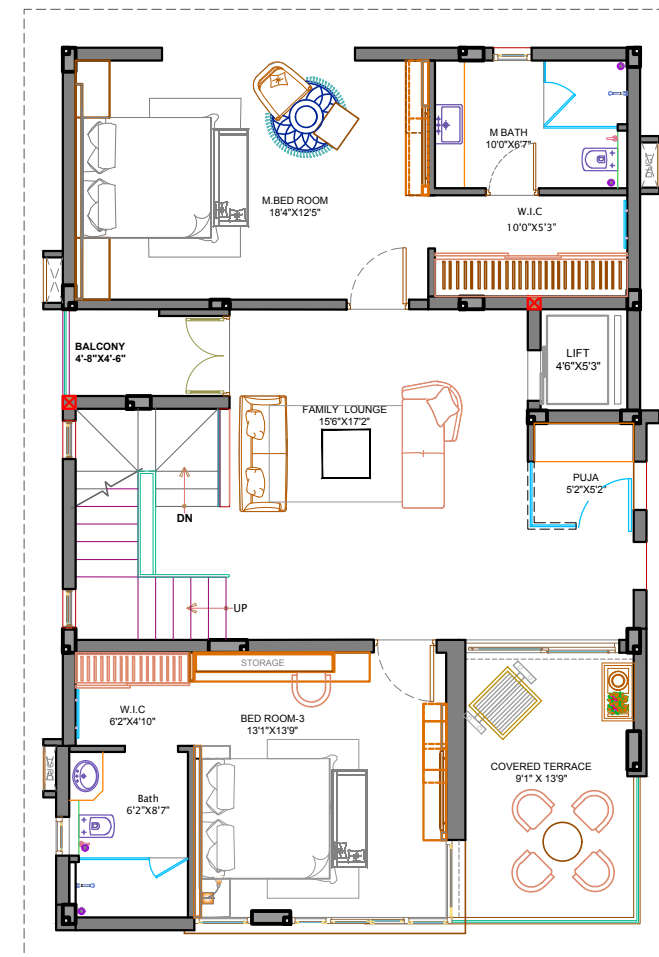 M BATH
10'0"X6'7"
DUCT
M.BED ROOM
18'4"X12'5"
W.I.C
10'0"X5'3"
BALCONY
4'-8"X4'-6"
LIFT
4'6"X5'3"
FAMILY LOUNGE
15'6"X17'2"
PUJA
5'2"X5'2"
DN
UP
STORAGE
W.I.C
6'2"X4'10"
BED ROOM-3
13'1"X13'9"
DUCT
COVERED TERRACE
9'1" X 13'9"
Bath
6'2"X8'7"